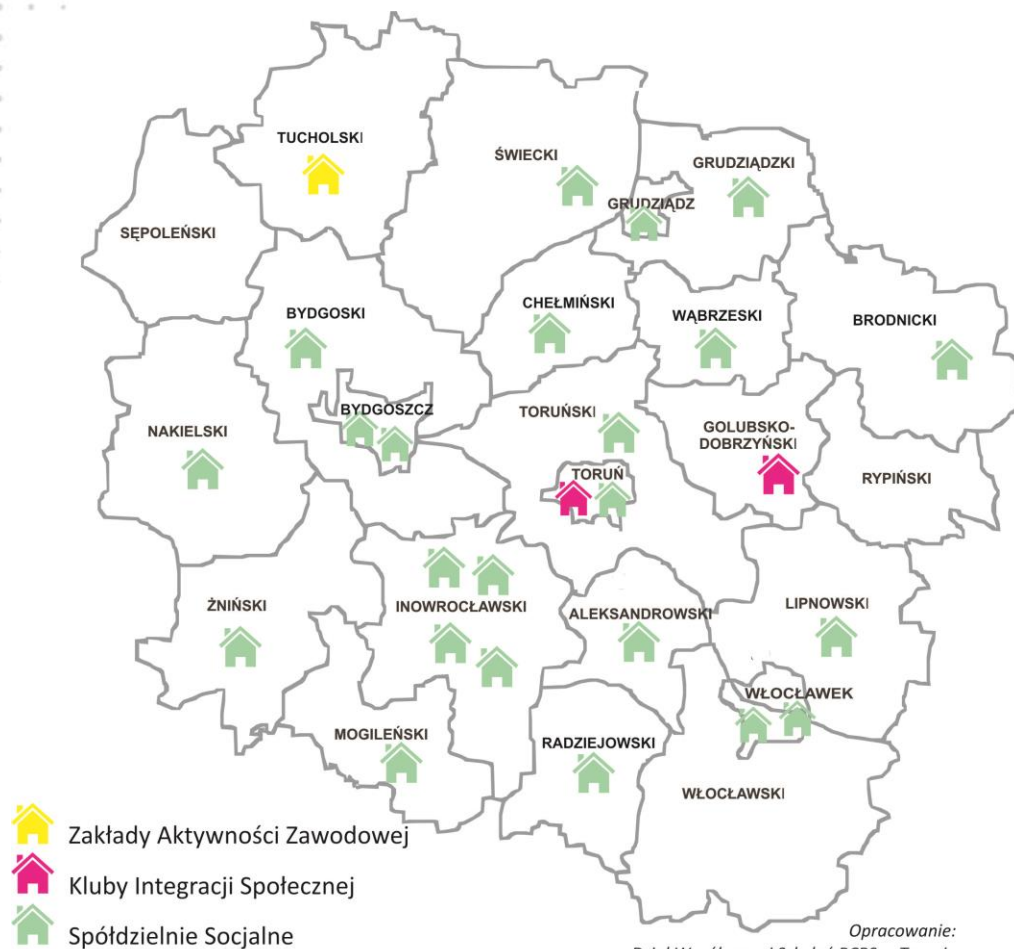 TUCHOLSKI
ŚWIECKI
GRUDZIĄDZKI
GRUDZIĄDZ
SĘPOLEŃSKI
BYDGOSKI
CHEŁMIŃSKI
WĄBRZESKI
BRODNICKI
BYDGOSZCZ
NAKIELSKI
TORUŃSKI
GOLUBSKO-
DOBRZYŃSKI
TORUŃ
RYPIŃSKI
ŻNIŃSKI
INOWROCŁAWSKI
ALEKSANDROWSKI
LIPNOWSKI
WŁOCŁAWEK
MOGILEŃSKI
RADZIEJOWSKI
WŁOCŁAWSKI
Zakłady Aktywności Zawodowej
Kluby Integracji Społecznej
Spółdzielnie Socjalne
Opracowanie: